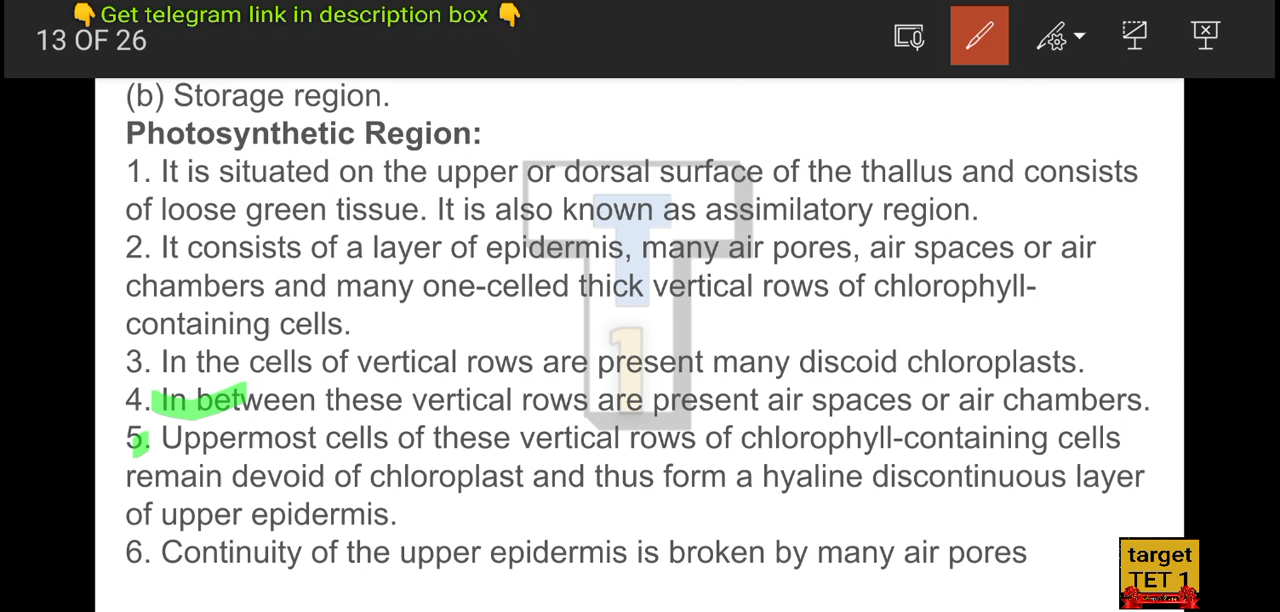 👇Get telegram link in description box 👇
13 OF 26
(b) Storage region.
Photosynthetic Region:
1. It is situated on the upper or dorsal surface of the thallus and consists
of loose green tissue. It is also known as assimilatory region.
2. It consists of a layer of epidermis, many air pores, air spaces or air
chambers and many one-celled thick vertical rows of chlorophyll-
containing cells.
3. In the cells of vertical rows are present many discoid chloroplasts.
4. In between these vertical rows are present air spaces or air chambers.
5. Uppermost cells of these vertical rows of chlorophyll-containing cells
remain devoid of chloroplast and thus form a hyaline discontinuous layer
of upper epidermis.
6. Continuity of the upper epidermis is broken by many air pores
T
T
1
target
TET 1